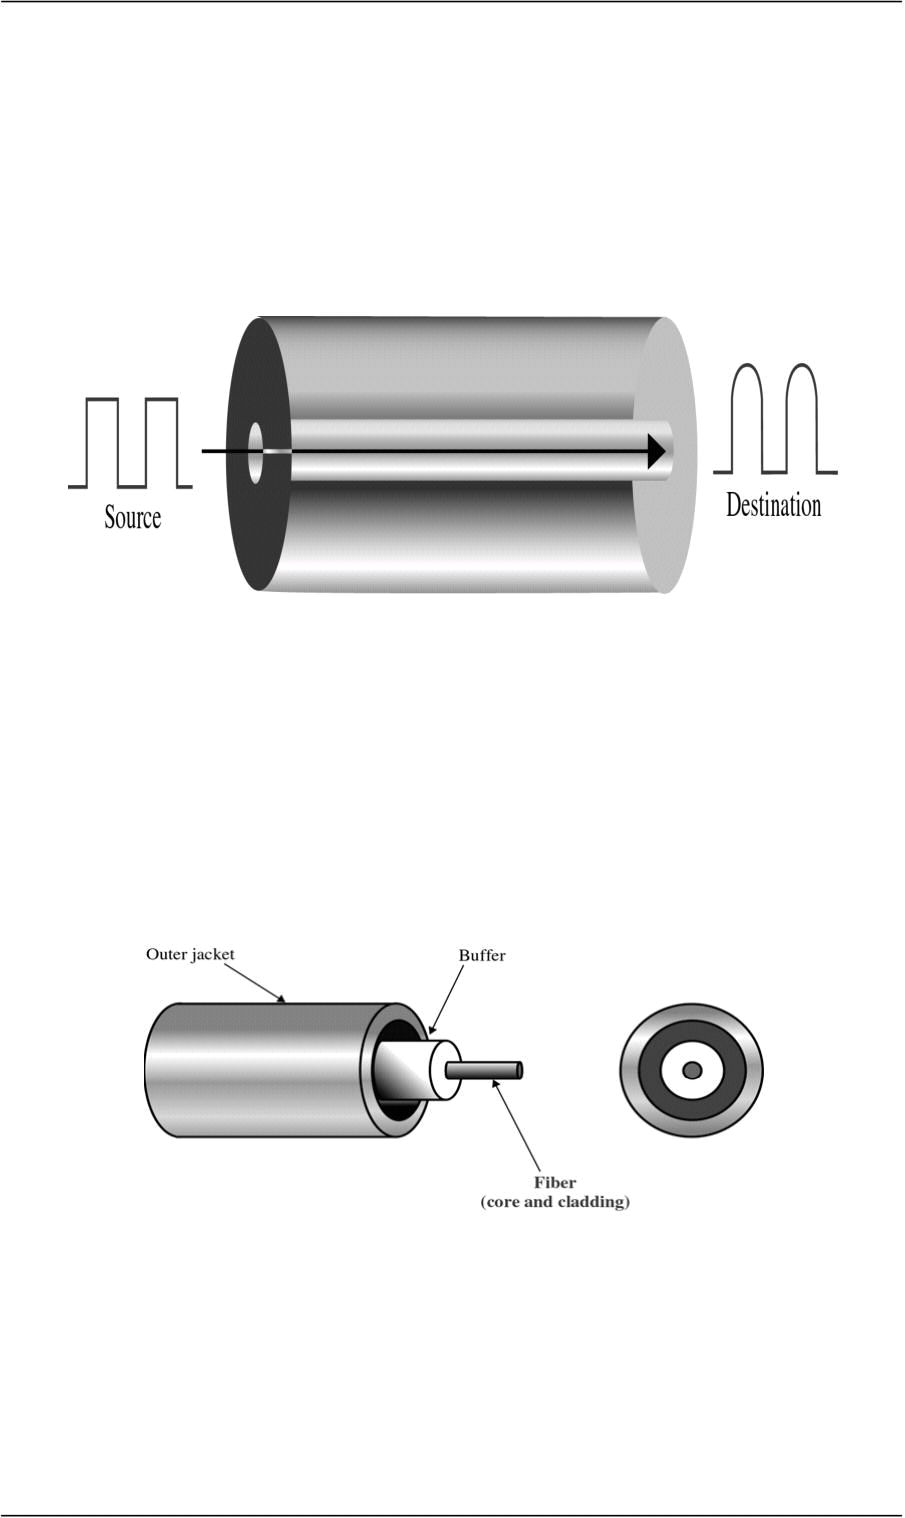 Source
Destination
Outer jacket
Buffer
Fiber
(core and cladding)